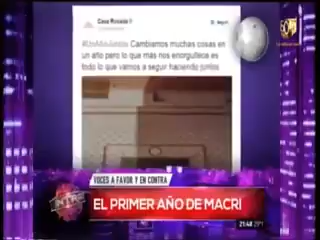 Casa Rosada
#UnAñoJuntos Cambiamos muchas cosas en
un año pero lo que más nos enorgullece es
todo lo que vamos a seguir haciendo juntos
VOCES A FAVOR Y EN CONTRA
EL PRIMER AÑO DE MACRI
21:48